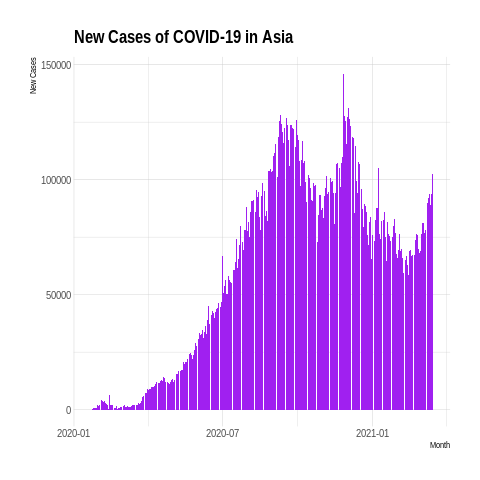 New Cases of COVID-19 in Asia
New Cases
150000
100000
50000
0
2020-01 2020-07 2021-01
Month